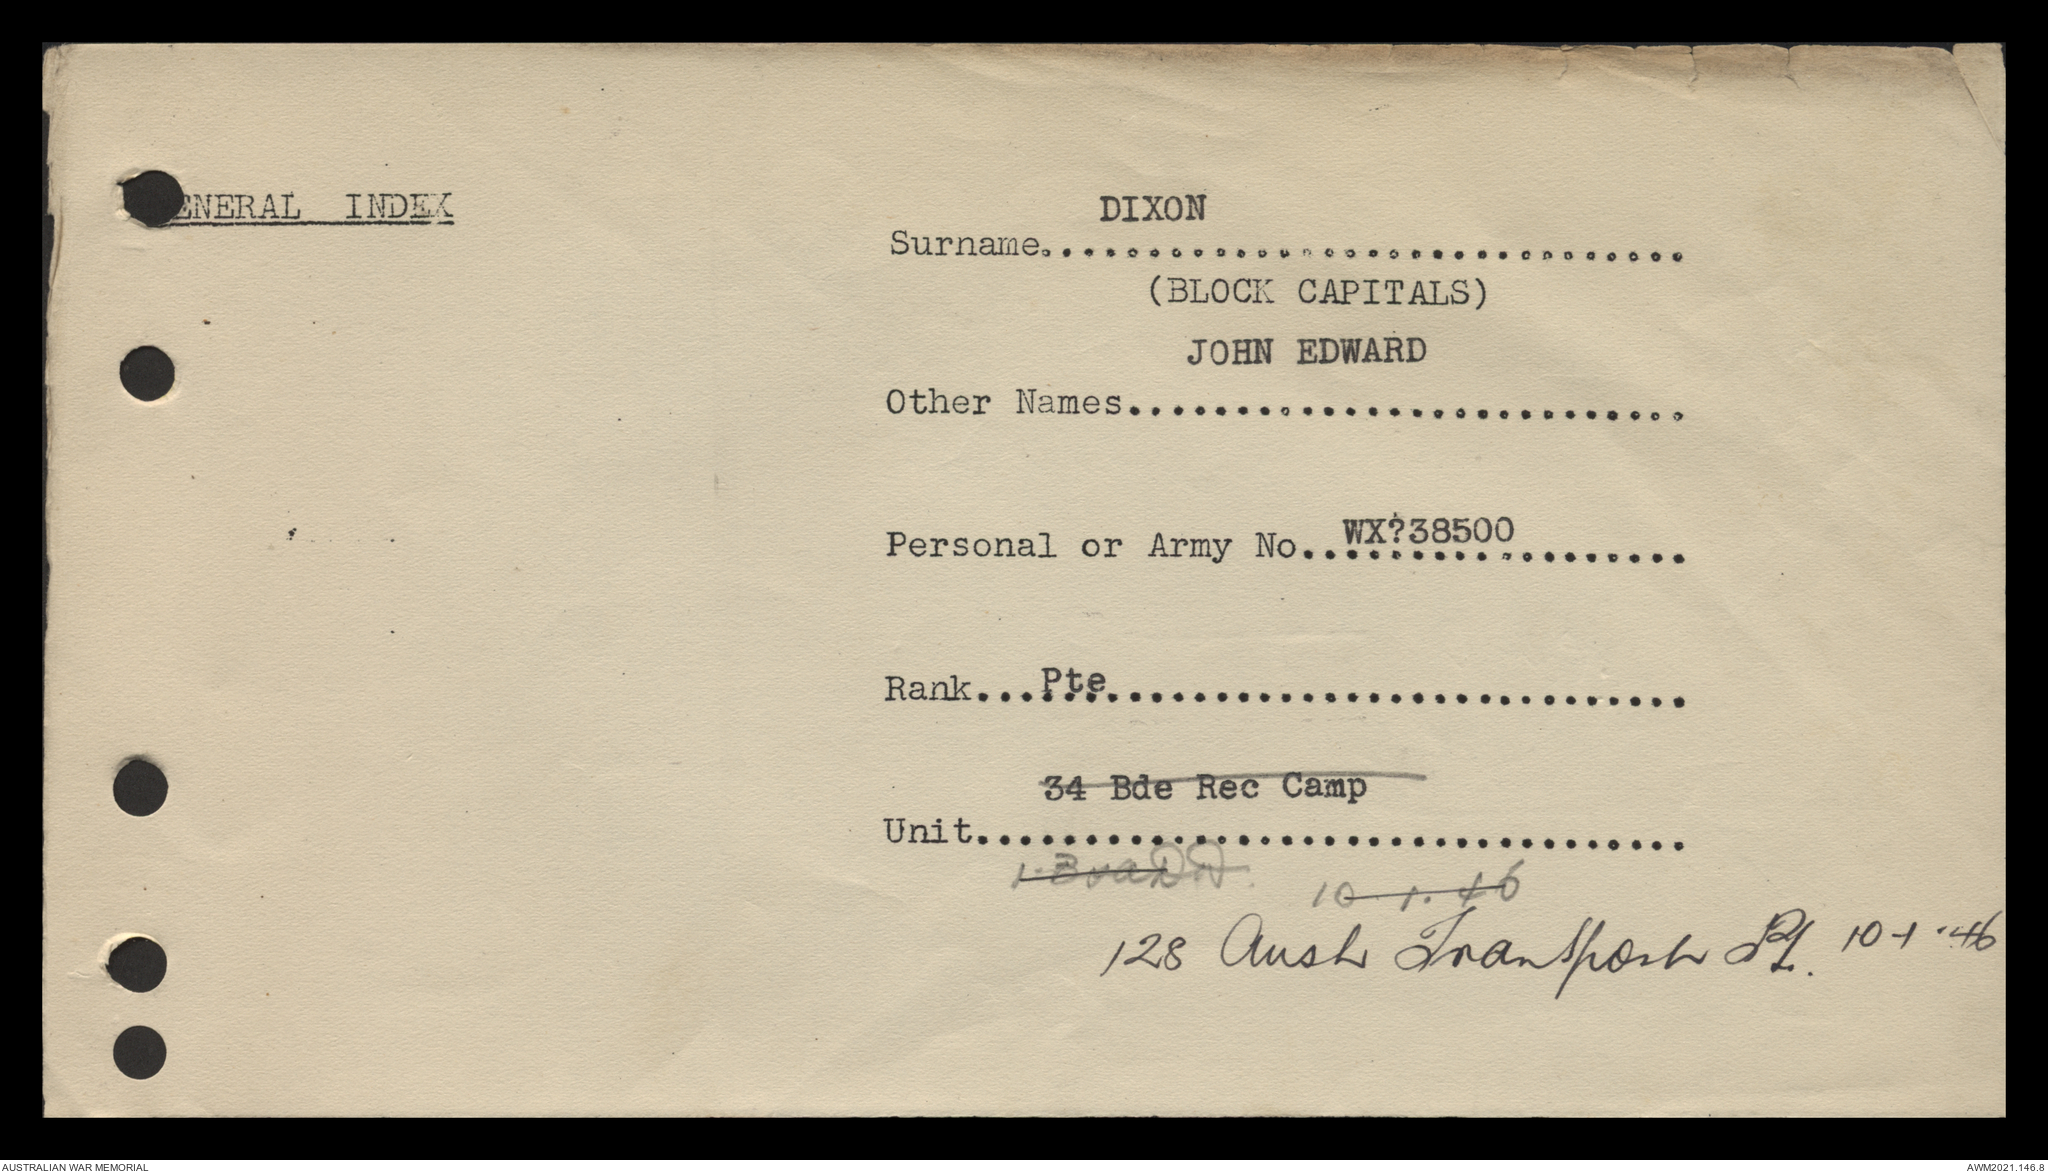 GENERAL INDEX
DIXON
Surname.................................
(BLOCK CAPITALS)
JOHN EDWARD
Other Names..........................
WX?38500
Personal or Army No..................
Pte
Rank.................................
34 Bde Rec Camp
Unit.................................
10.1.46
128 Aust Transport Pl. 10-1-46
AUSTRALIAN WAR MEMORIAL
AWM2021.146.8